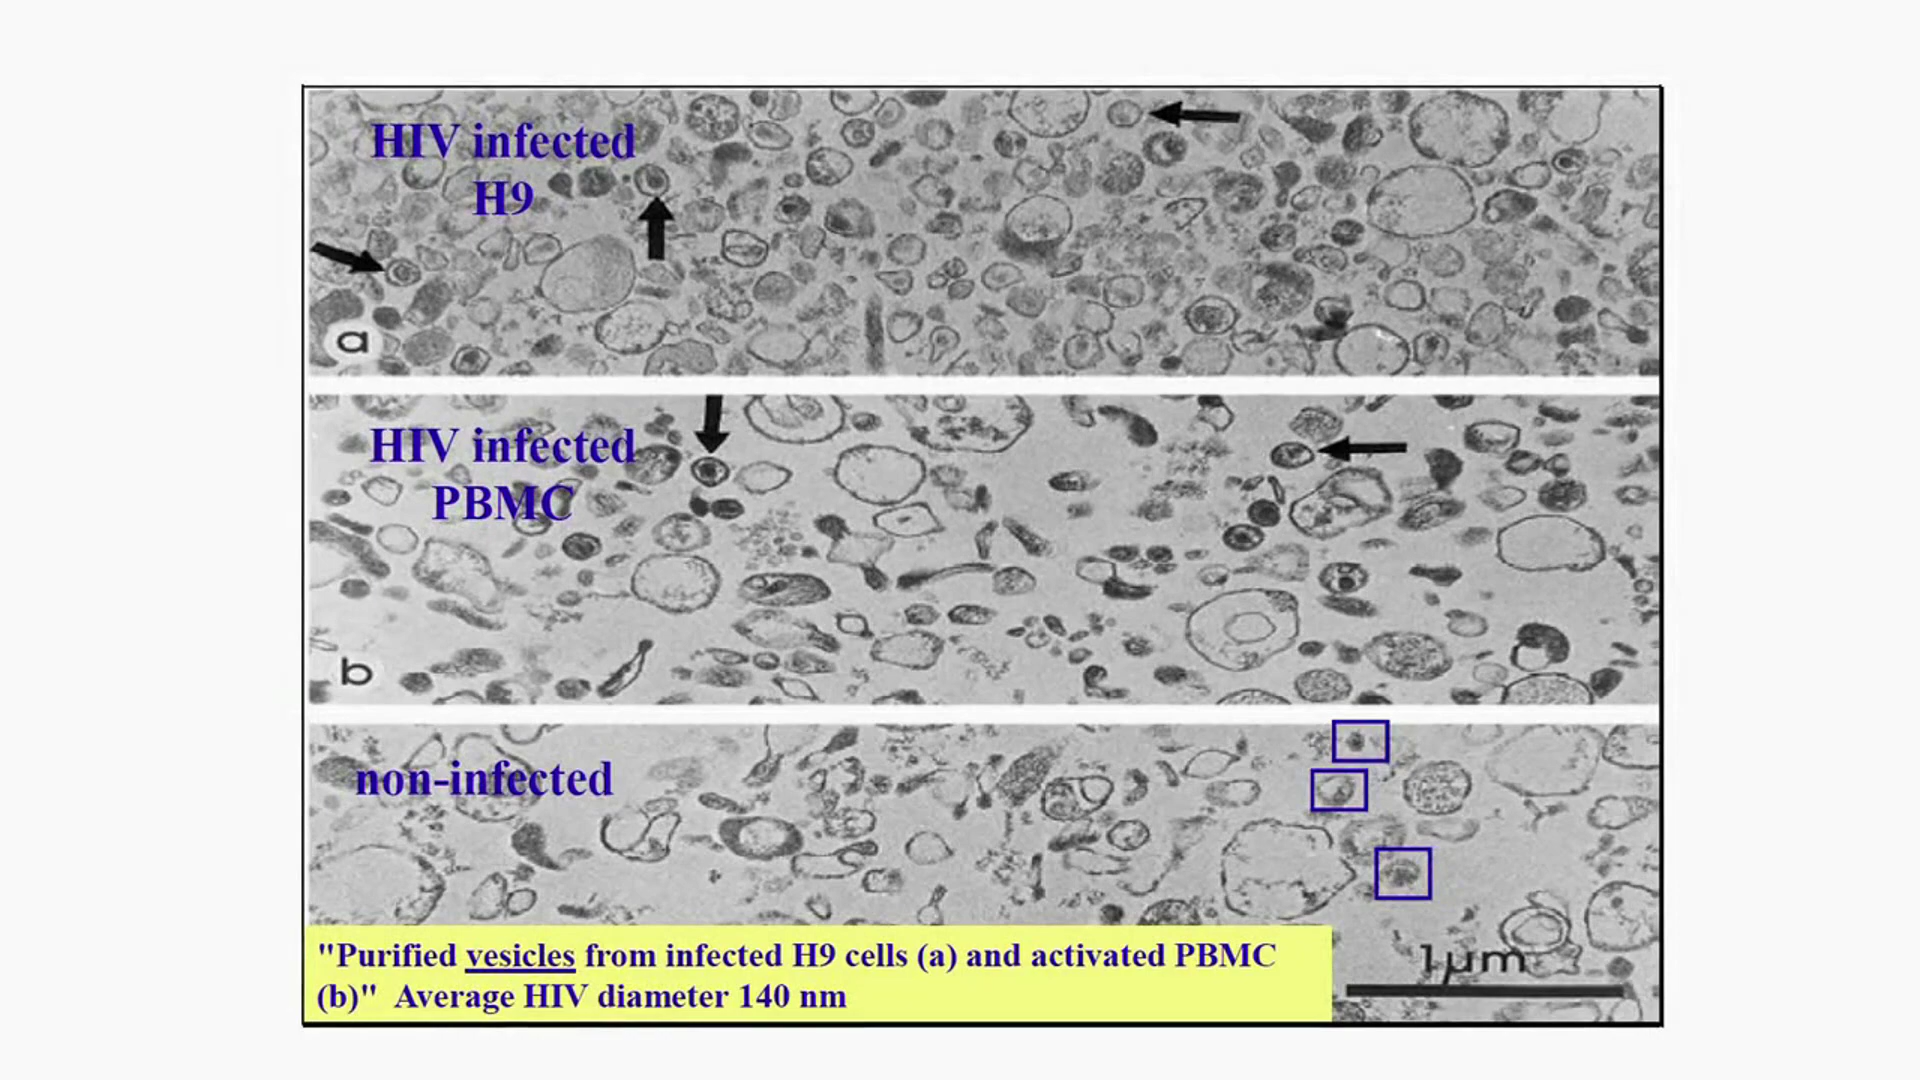 HIV infected
H9
a
HIV infected
PBMC
b
non-infected
1μm
"Purified vesicles from infected H9 cells (a) and activated PBMC
(b)" Average HIV diameter 140 nm